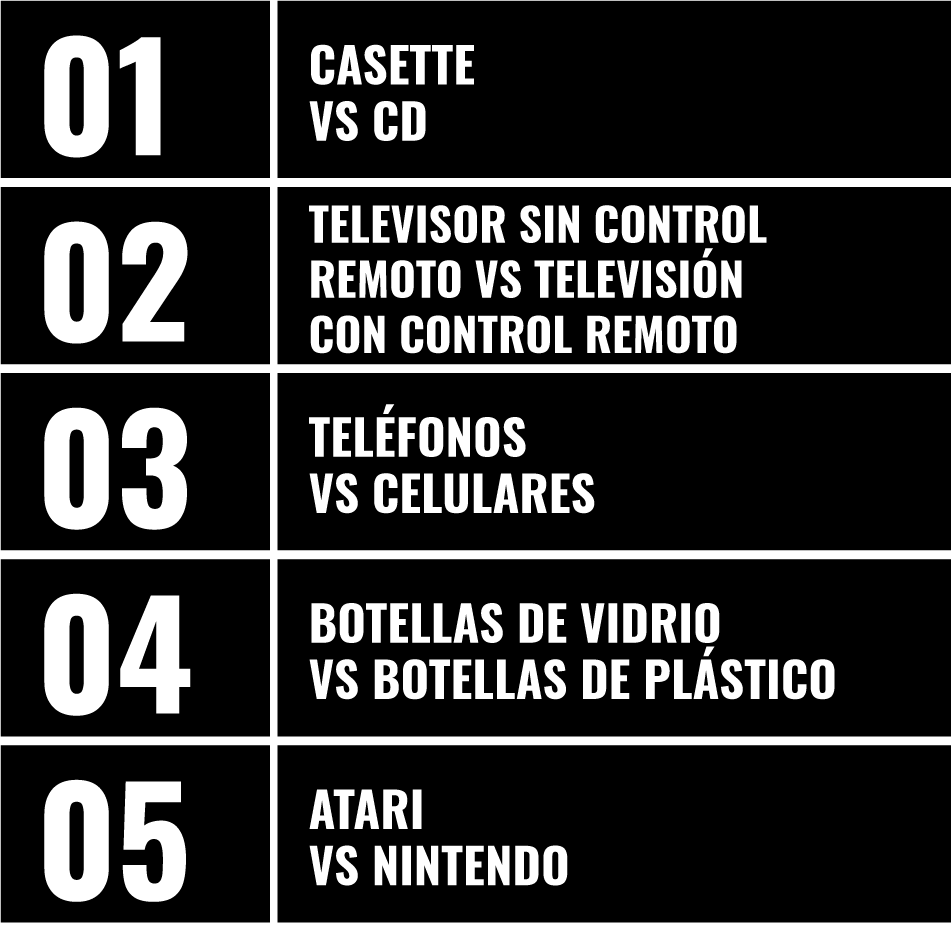 01
CASETTE
VS CD
02
TELEVISOR SIN CONTROL
REMOTO VS TELEVISIÓN
CON CONTROL REMOTO
03
TELÉFONOS
VS CELULARES
04
BOTELLAS DE VIDRIO
VS BOTELLAS DE PLÁSTICO
05
ATARI
VS NINTENDO